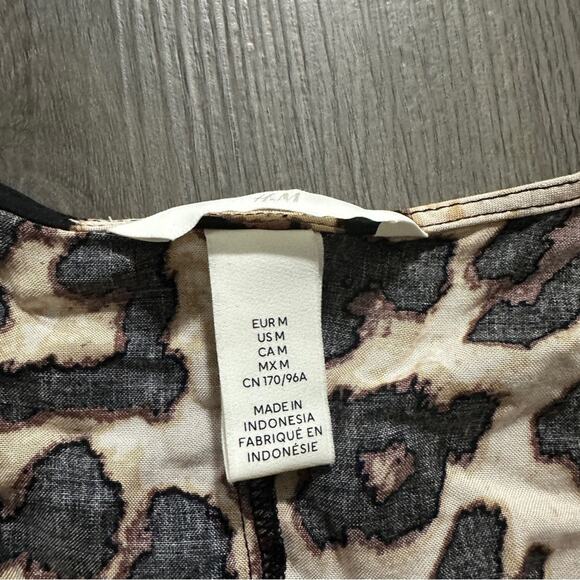 H&M
EUR M
US M
CA M
MX M
CN 170/96A
MADE IN
INDONESIA
FABRIQUÉ EN
INDONÉSIE